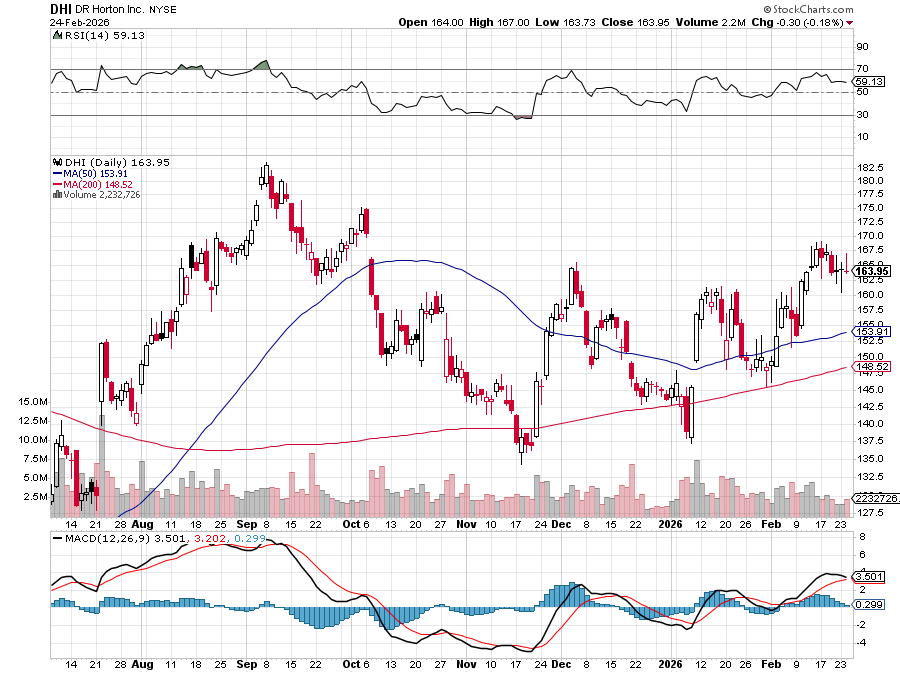 DHI DR Horton Inc. NYSE © StockCharts.com
24-Feb-2026 Open 164.00 High 167.00 Low 163.73 Close 163.95 Volume 2.2M Chg -0.30 (-0.18%)
RSI(14) 59.13
90
70
59.13
50
30
10
DHI (Daily) 163.95
MA(50) 153.91
MA(200) 148.52
Volume 2,232,726
182.5
180.0
177.5
175.0
172.5
170.0
167.5
165.0
163.95
162.5
160.0
157.5
155.0
153.91
152.5
150.0
148.52
147.5
145.0
142.5
140.0
137.5
135.0
132.5
127.5
15.0M
12.5M
10.0M
7.5M
5.0M
2.5M
2232726
14 21 28 Aug 11 18 25 Sep 8 15 22 Oct 6 13 20 27 Nov 10 17 24 Dec 8 15 22 2026 12 20 26 Feb 9 17 23
MACD(12,26,9) 3.501, 3.202, 0.299
8
6
3.501
2
0.299
-2
-4
14 21 28 Aug 11 18 25 Sep 8 15 22 Oct 6 13 20 27 Nov 10 17 24 Dec 8 15 22 2026 12 20 26 Feb 9 17 23